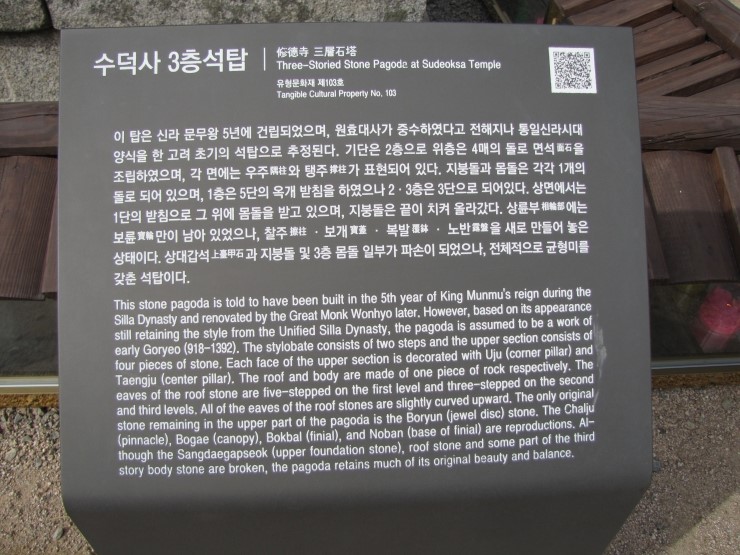 수덕사 3층석탑
修德寺 三層石塔
Three-Storied Stone Pagoda at Sudeoksa Temple
유형문화재 제103호
Tangible Cultural Property No. 103
이 탑은 신라 문무왕 5년에 건립되었으며, 원효대사가 중수하였다고 전해지나 통일신라시대
양식을 한 고려 초기의 석탑으로 추정된다. 기단은 2층으로 위층은 4매의 돌로 면석面石을
조립하였으며, 각 면에는 우주隅柱와 탱주撑柱가 표현되어 있다. 지붕돌과 몸돌은 각각 1개의
돌로 되어 있으며, 1층은 5단의 옥개 받침을 하였으나 2·3층은 3단으로 되어있다. 상면에서는
1단의 받침으로 그 위에 몸돌을 받고 있으며, 지붕돌은 끝이 치켜 올라갔다. 상륜부相輪部에는
보륜寶輪만이 남아 있었으나, 찰주擦柱 · 보개寶蓋 · 복발覆鉢 · 노반露盤을 새로 만들어 놓은
상태이다. 상대갑석上臺甲石과 지붕돌 및 3층 몸돌 일부가 파손이 되었으나, 전체적으로 균형미를
갖춘 석탑이다.
This stone pagoda is told to have been built in the 5th year of King Munmu's reign during the
Silla Dynasty and renovated by the Great Monk Wonhyo later. However, based on its appearance
still retaining the style from the Unified Silla Dynasty, the pagoda is assumed to be a work of
early Goryeo (918-1392). The stylobate consists of two steps and the upper section consists of
four pieces of stone. Each face of the upper section is decorated with Uju (corner pillar) and
Taengju (center pillar). The roof and body are made of one piece of rock respectively. The
eaves of the roof stone are five-stepped on the first level and three-stepped on the second
and third levels. All of the eaves of the roof stones are slightly curved upward. The only original
stone remaining in the upper part of the pagoda is the Boryun (jewel disc) stone. The Chalju
(pinnacle), Bogae (canopy), Bokbal (finial), and Noban (base of finial) are reproductions. Al-
though the Sangdaegapseok (upper foundation stone), roof stone and some part of the third
story body stone are broken, the pagoda retains much of its original beauty and balance.